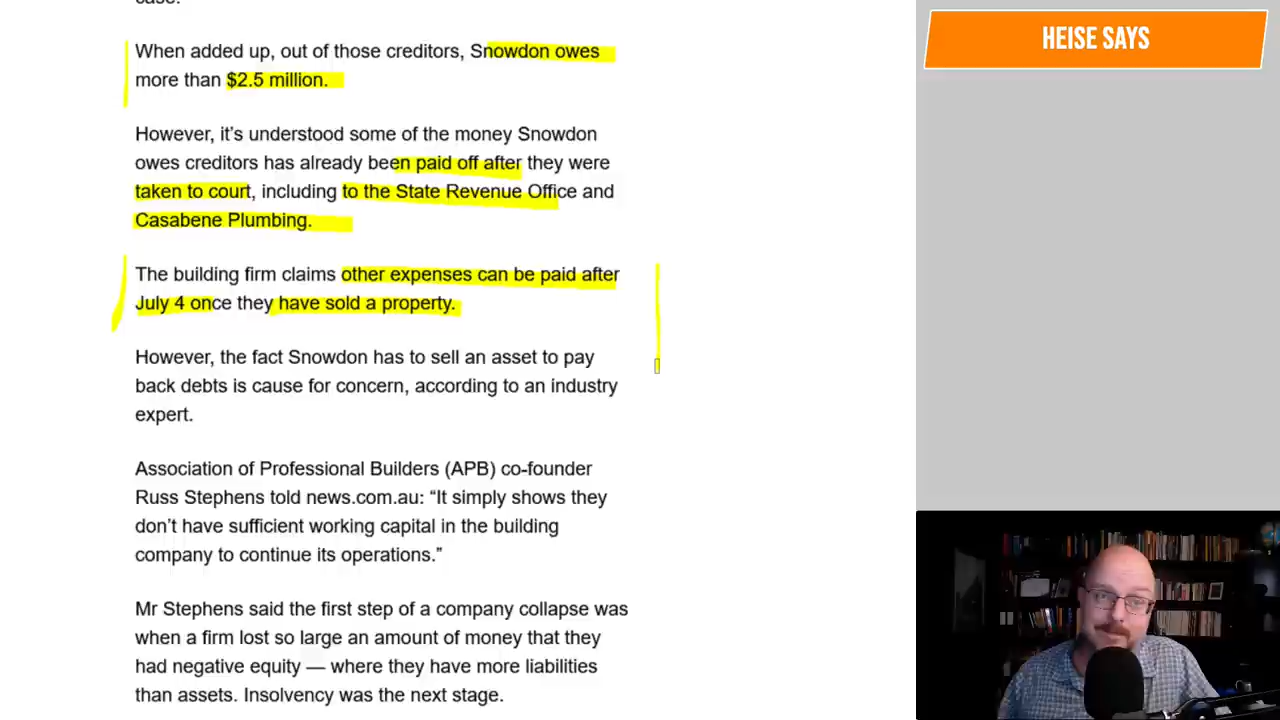 case.
When added up, out of those creditors, Snowdon owes
more than $2.5 million.
However, it's understood some of the money Snowdon
owes creditors has already been paid off after they were
taken to court, including to the State Revenue Office and
Casabene Plumbing.
The building firm claims other expenses can be paid after
July 4 once they have sold a property.
However, the fact Snowdon has to sell an asset to pay
back debts is cause for concern, according to an industry
expert.
Association of Professional Builders (APB) co-founder
Russ Stephens told news.com.au: “It simply shows they
don't have sufficient working capital in the building
company to continue its operations.”
Mr Stephens said the first step of a company collapse was
when a firm lost so large an amount of money that they
had negative equity — where they have more liabilities
than assets. Insolvency was the next stage.
HEISE SAYS